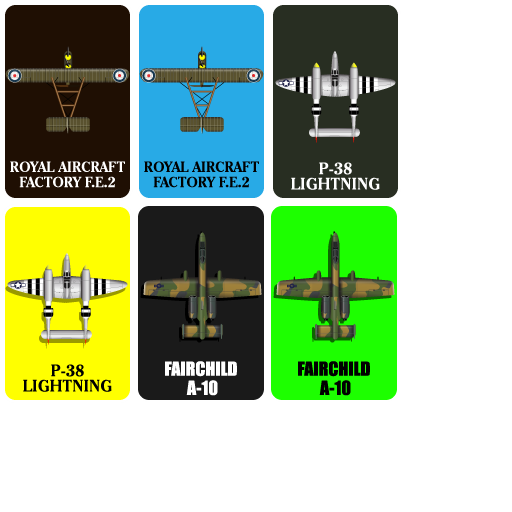 ROYAL AIRCRAFT
FACTORY F.E.2
ROYAL AIRCRAFT
FACTORY F.E.2
P-38
LIGHTNING
P-38
LIGHTNING
FAIRCHILD
A-10
FAIRCHILD
A-10